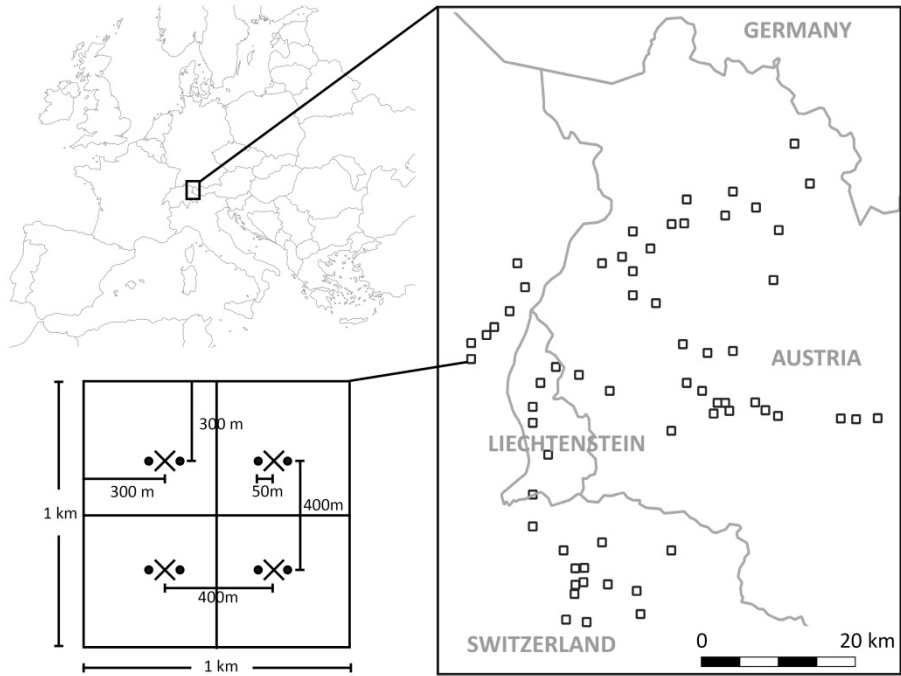 GERMANY
AUSTRIA
LIECHTENSTEIN
SWITZERLAND
0 20 km
300 m
300 m
50m
400m
1 km
400m
1 km